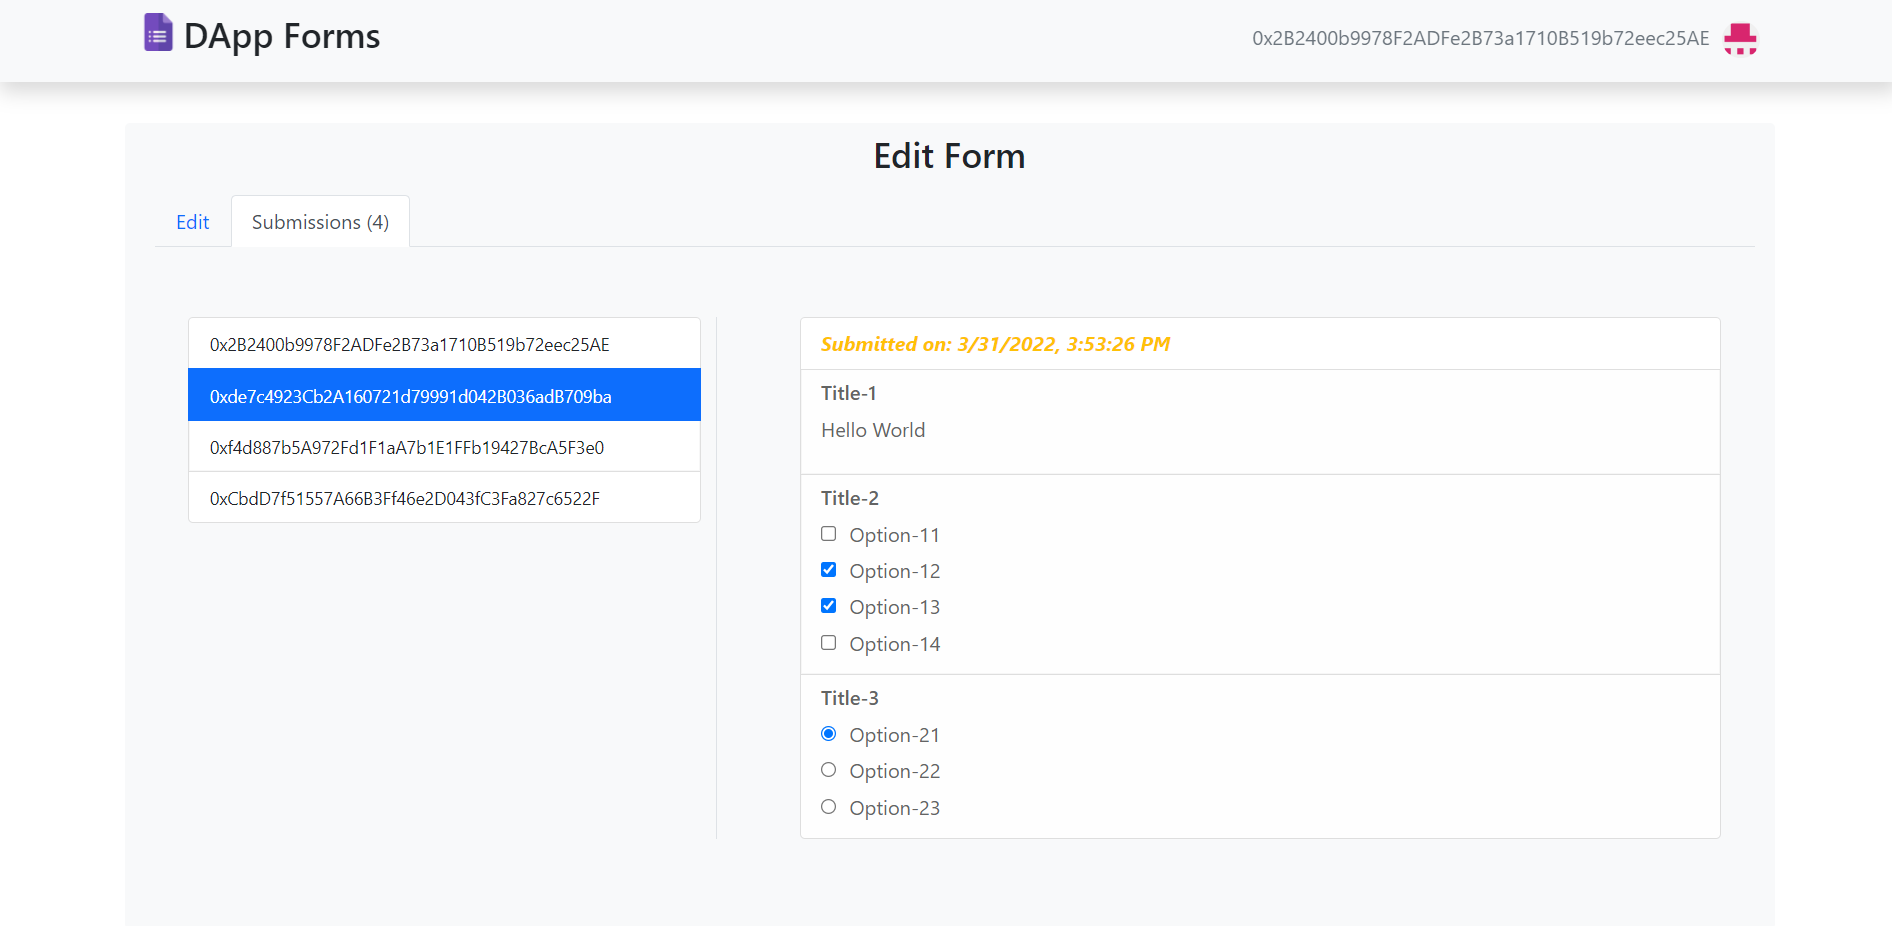 DApp Forms
0x2B2400b9978F2ADFe2B73a1710B519b72eec25AE
Edit Form
Edit
Submissions (4)
0x2B2400b9978F2ADFe2B73a1710B519b72eec25AE
0xde7c4923Cb2A160721d79991d042B036adB709ba
0xf4d887b5A972Fd1F1aA7b1E1FFb19427BcA5F3e0
0xCbdD7f51557A66B3Ff46e2D043fC3Fa827c6522F
Submitted on: 3/31/2022, 3:53:26 PM
Title-1
Hello World
Title-2
Option-11
Option-12
Option-13
Option-14
Title-3
Option-21
Option-22
Option-23